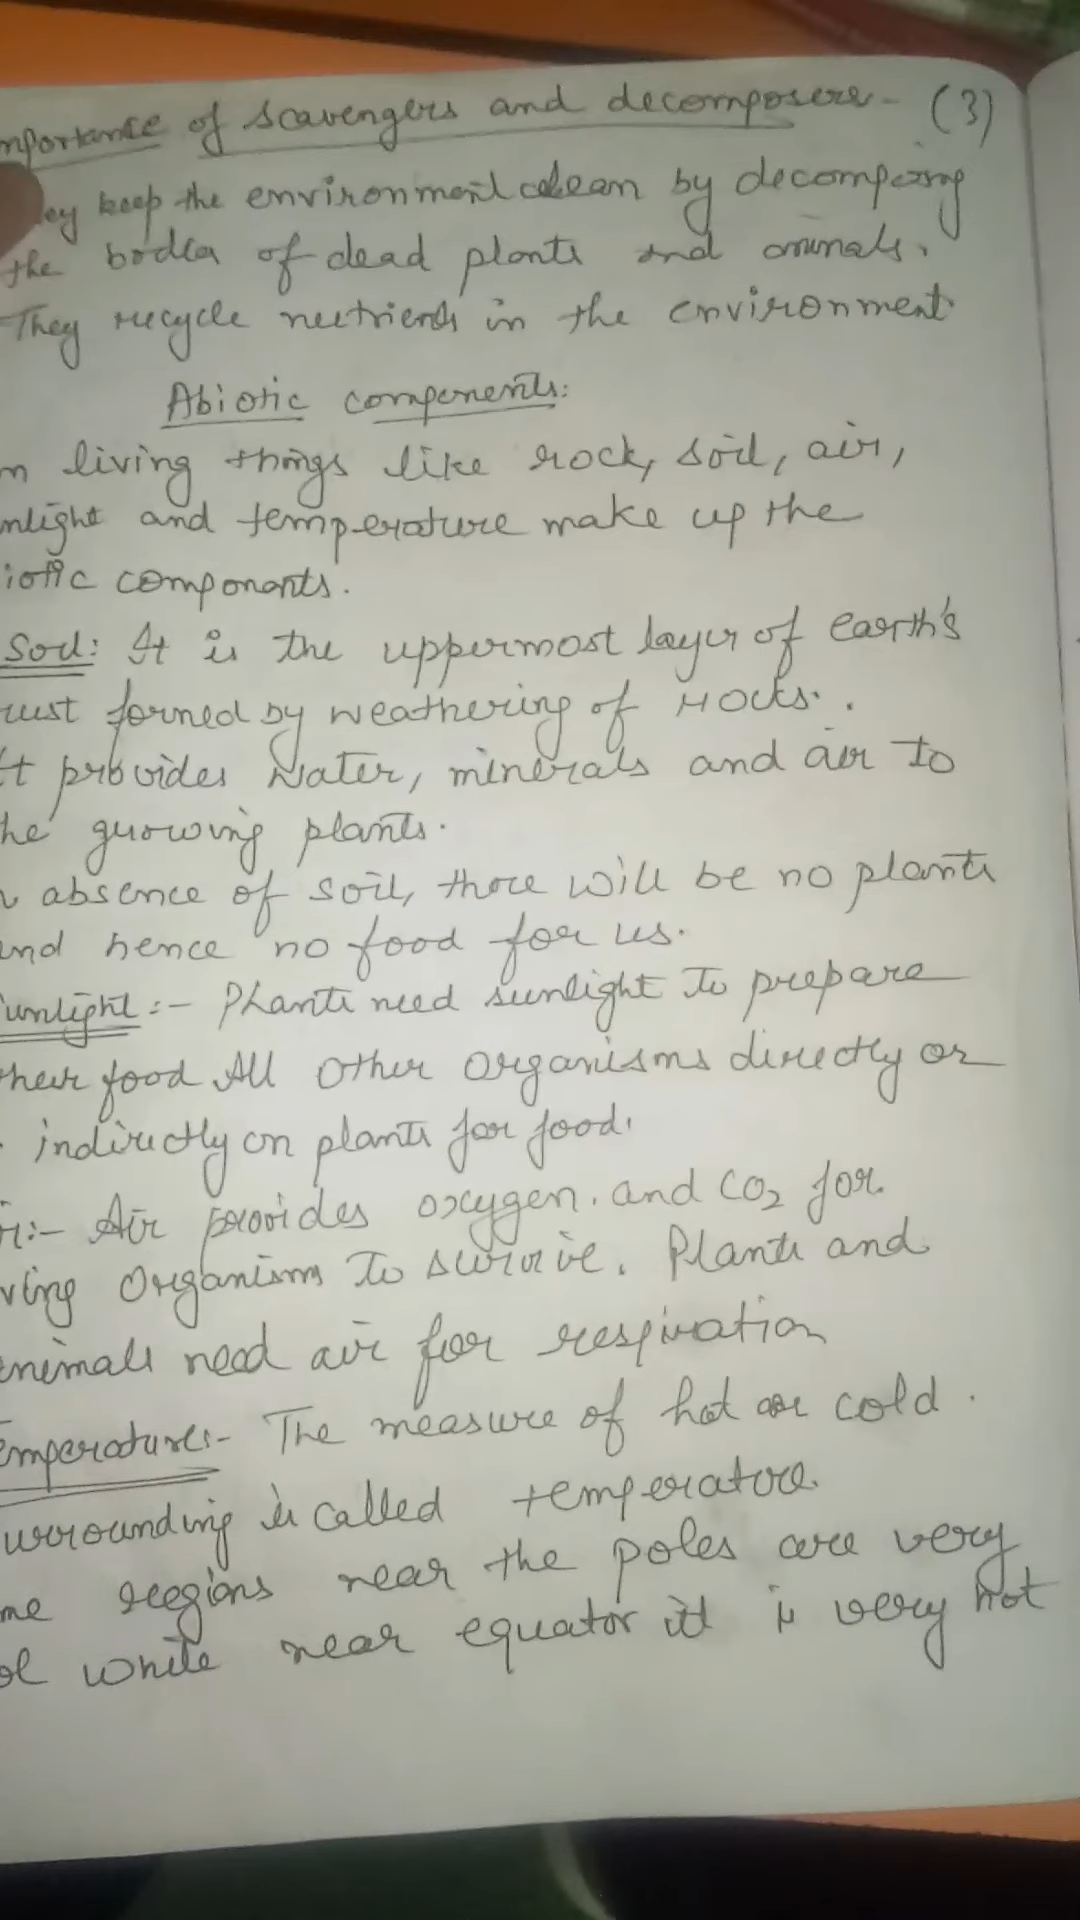 mportance of scavengers and decomposers - (3)
ey keep the environment clean by decomposing
the bodies of dead plants and animals.
They recycle nutrients in the environment
Abiotic components:
n living things like rock, soil, air,
nlight and temperature make up the
iotic componants.
Soil: It is the uppermost layer of earth's
rust formed by weathering of rocks.
It provides water, minerals and air to
he growing plants.
absence of soil, there will be no plants
and hence no food for us.
unlight :- Plants need sunlight to prepare
their food All other organisms directly or
indirectly on plants for food.
r:- Air provides oxygen. and CO2 for
ving organisms to survive. Plants and
animals need air for respiration
emperature:- The measure of hot or cold.
urrounding is called temperature.
me regions near the poles are very
ol while near equator it is very hot